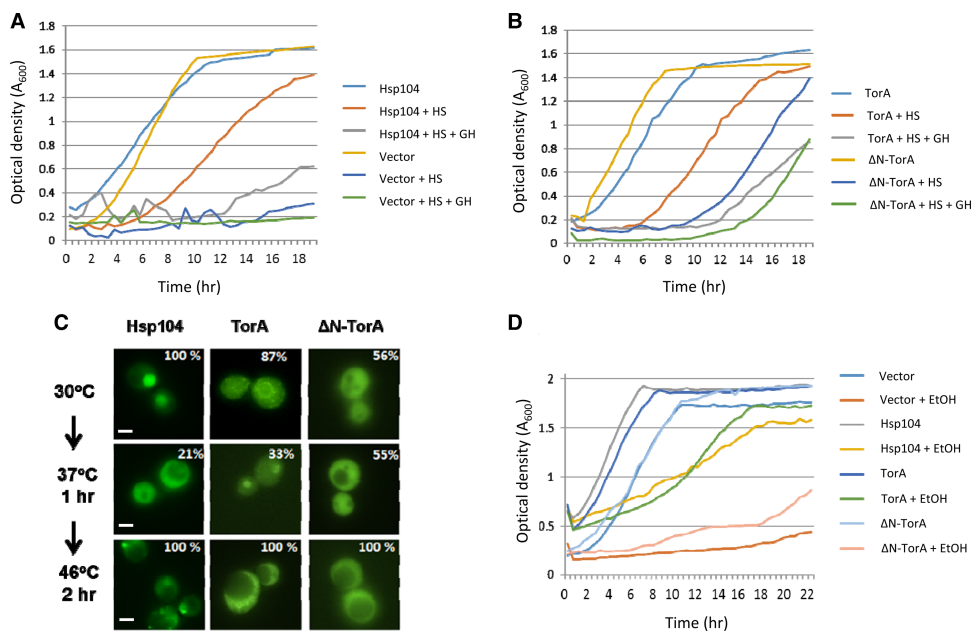 A
Optical density (A600)
1.8
1.6
1.4
1.2
1
0.8
0.6
0.4
0.2
0
0 2 4 6 8 10 12 14 16 18
Time (hr)
Hsp104
Hsp104 + HS
Hsp104 + HS + GH
Vector
Vector + HS
Vector + HS + GH
B
Optical density (A600)
1.8
1.6
1.4
1.2
1
0.8
0.6
0.4
0.2
0
0 2 4 6 8 10 12 14 16 18
Time (hr)
TorA
TorA + HS
TorA + HS + GH
ΔN-TorA
ΔN-TorA + HS
ΔN-TorA + HS + GH
C
Hsp104 TorA ΔN-TorA
30°C
100 % 87% 56%
37°C
1 hr
21% 33% 55%
46°C
2 hr
100 % 100 % 100 %
D
Optical density (A600)
2
1.5
1
0.5
0
0 2 4 6 8 10 12 14 16 18 20 22
Time (hr)
Vector
Vector + EtOH
Hsp104
Hsp104 + EtOH
TorA
TorA + EtOH
ΔN-TorA
ΔN-TorA + EtOH